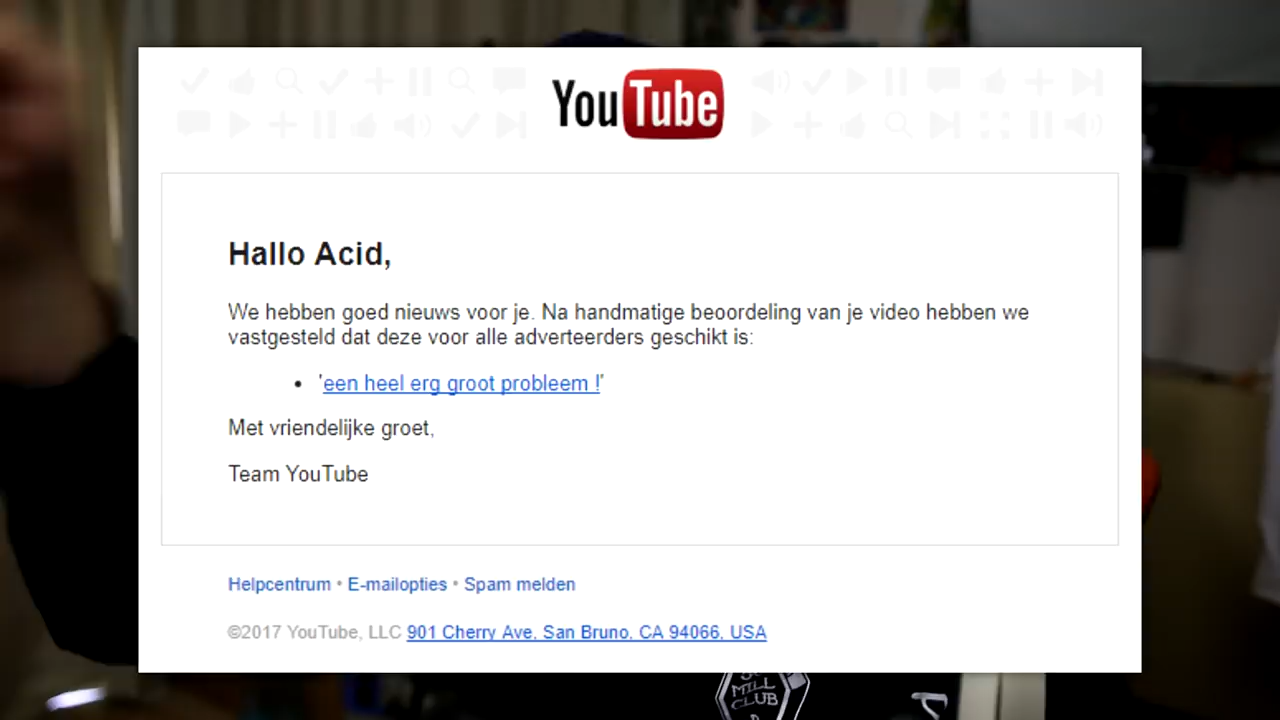 YouTube
Hallo Acid,
We hebben goed nieuws voor je. Na handmatige beoordeling van je video hebben we
vastgesteld dat deze voor alle adverteerders geschikt is:
• 'een heel erg groot probleem !'
Met vriendelijke groet,
Team YouTube
Helpcentrum • E-mailopties • Spam melden
©2017 YouTube, LLC 901 Cherry Ave, San Bruno, CA 94066, USA
MILL
CLUB